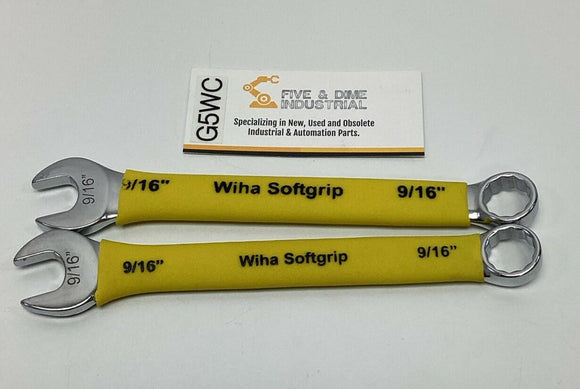 G5WC
FIVE & DIME
INDUSTRIAL
Specializing in New, Used and Obsolete
Industrial & Automation Parts.
9/16" 9/16" Wiha Softgrip 9/16"
9/16" 9/16" Wiha Softgrip 9/16"